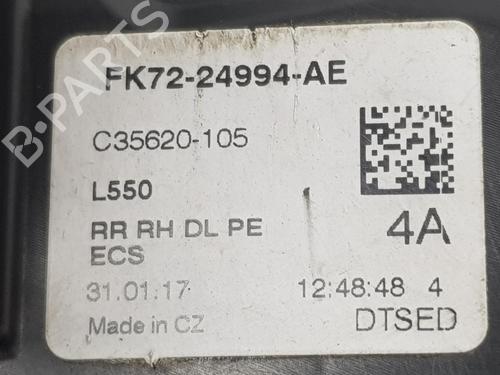 FK72-24994-AE
C35620-105
L550
RR RH DL PE
ECS
4A
31.01.17
12:48:48 4
Made in CZ
DTSED
B-PARTS